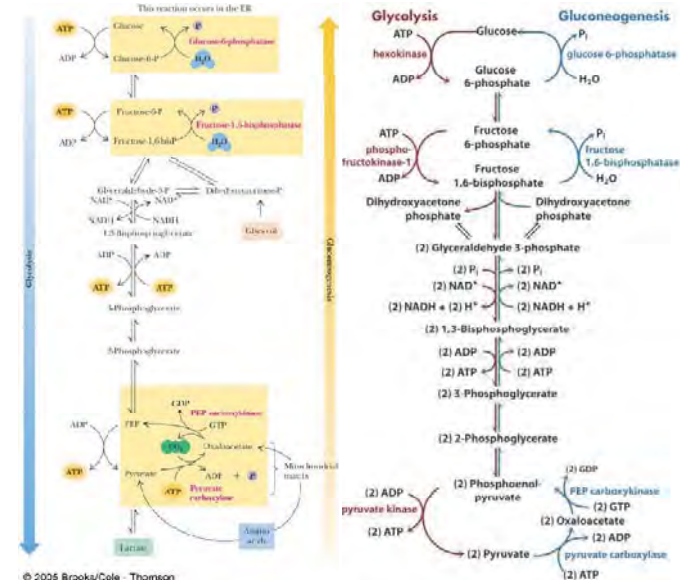 This reaction occurs in the ER
ATP
Glucose
P
Glucose-6-phosphatase
ADP
Glucose-6-P
H₂O
ATP
Fructose-6-P
P
Fructose-1,5-bisphosphatase
ADP
Fructose-1,6-bisP
H₂O
Glyceraldehyde-3-P
Dihydroxyacetone-P
NAD⁺
NAD⁺
NADH
NADH
Glycerol
1,3-Bisphosphoglycerate
ADP
ADP
ATP
ATP
3-Phosphoglycerate
2-Phosphoglycerate
GDP
PEP carboxykinase
ADP
PEP
GTP
CO₂
Oxaloacetate
Mitochondrial
matrix
ATP
Pyruvate
ADP + P
ATP
Pyruvate
carboxylase
Amino
acids
Lactate
Glycolysis
Gluconeogenesis
© 2005 Brooks/Cole - Thomson
Glycolysis
Gluconeogenesis
ATP
Glucose
Pi
hexokinase
glucose 6-phosphatase
ADP
Glucose
6-phosphate
H₂O
ATP
Fructose
6-phosphate
Pi
phospho-
fructokinase-1
fructose
1,6-bisphosphatase
ADP
Fructose
1,6-bisphosphate
H₂O
Dihydroxyacetone
phosphate
Dihydroxyacetone
phosphate
(2) Glyceraldehyde 3-phosphate
(2) Pi
(2) Pi
(2) NAD⁺
(2) NAD⁺
(2) NADH + (2) H⁺
(2) NADH + H⁺
(2) 1,3-Bisphosphoglycerate
(2) ADP
(2) ADP
(2) ATP
(2) ATP
(2) 3-Phosphoglycerate
(2) 2-Phosphoglycerate
(2) GDP
(2) ADP
(2) Phosphoenol-
pyruvate
PEP carboxykinase
pyruvate kinase
(2) GTP
(2) Oxaloacetate
(2) ATP
(2) ADP
(2) Pyruvate
pyruvate carboxylase
(2) ATP